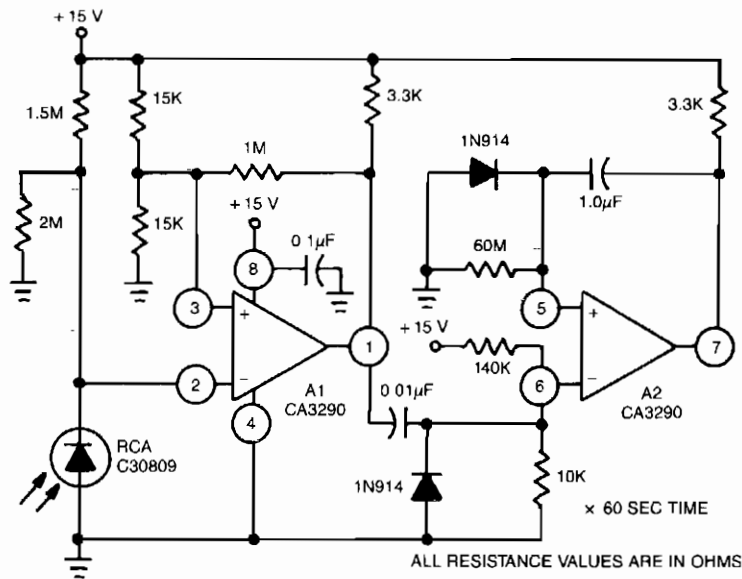 + 15 V
1.5M
15K
3.3K
3.3K
1M
1N914
1.0µF
2M
15K
+ 15 V
0 1µF
60M
8
3
+
5
+
+ 15 V
1
7
2
−
A1
CA3290
140K
6
−
A2
CA3290
4
0 01µF
RCA
C30809
1N914
10K
× 60 SEC TIME
ALL RESISTANCE VALUES ARE IN OHMS